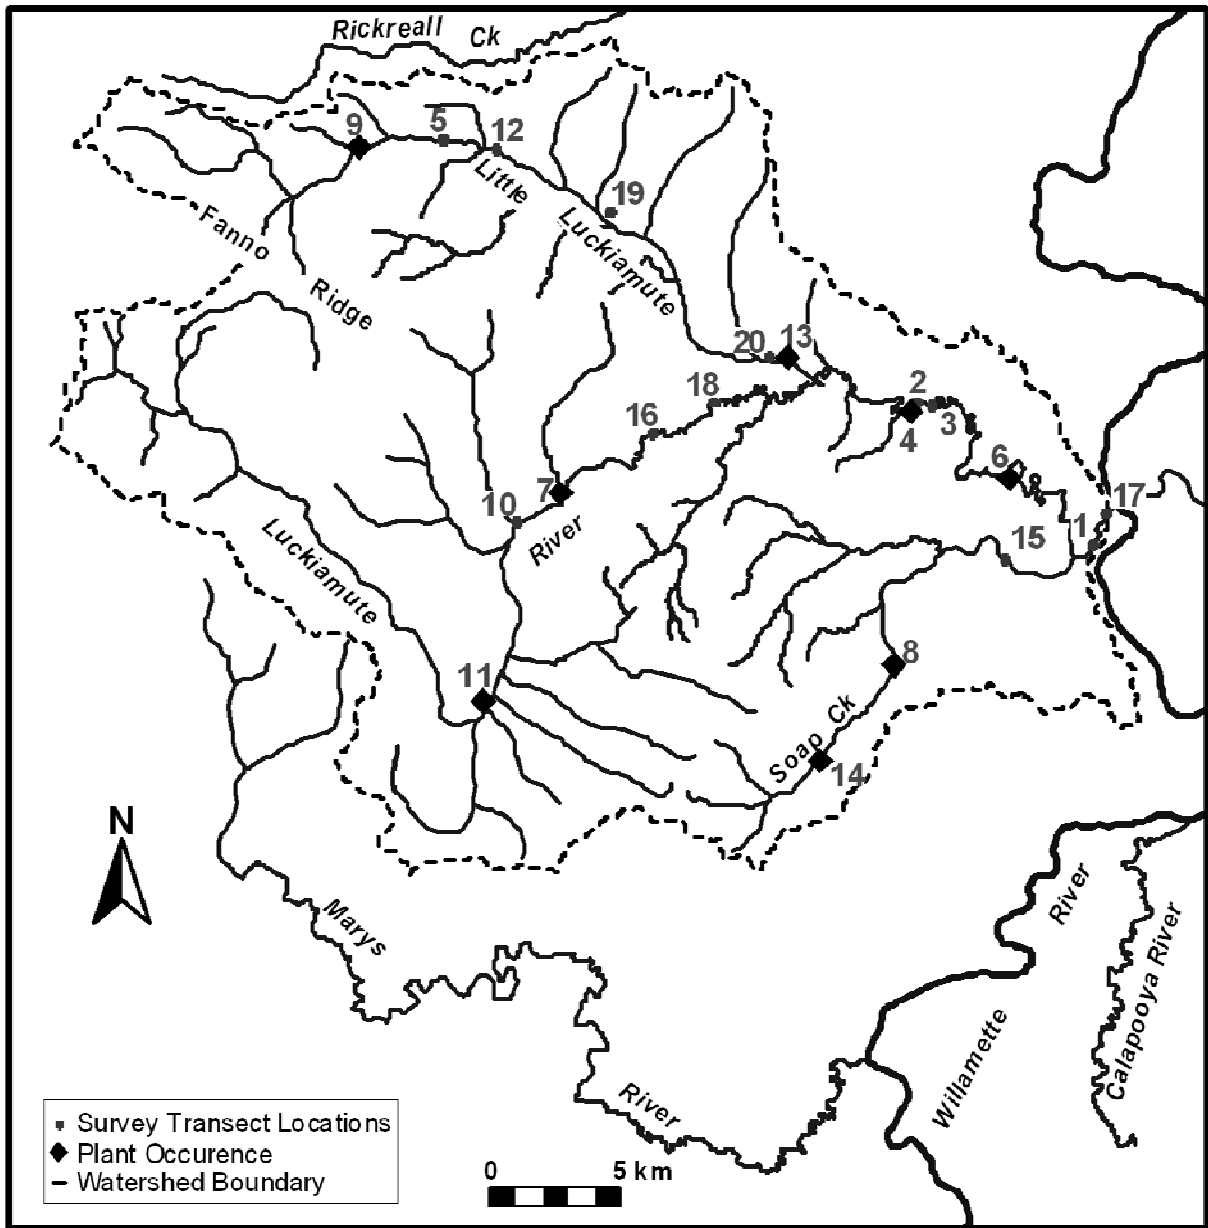 Rickreall Ck
9
5
12
Little
19
Luckiamute
Fanno
Ridge
20
13
18
2
16
4
3
6
7
10
17
River
15
1
Luckiamute
8
11
Soap Ck
14
N
River
Marys
Calapooya River
Willamette
River
Survey Transect Locations
Plant Occurence
Watershed Boundary
0 5 km